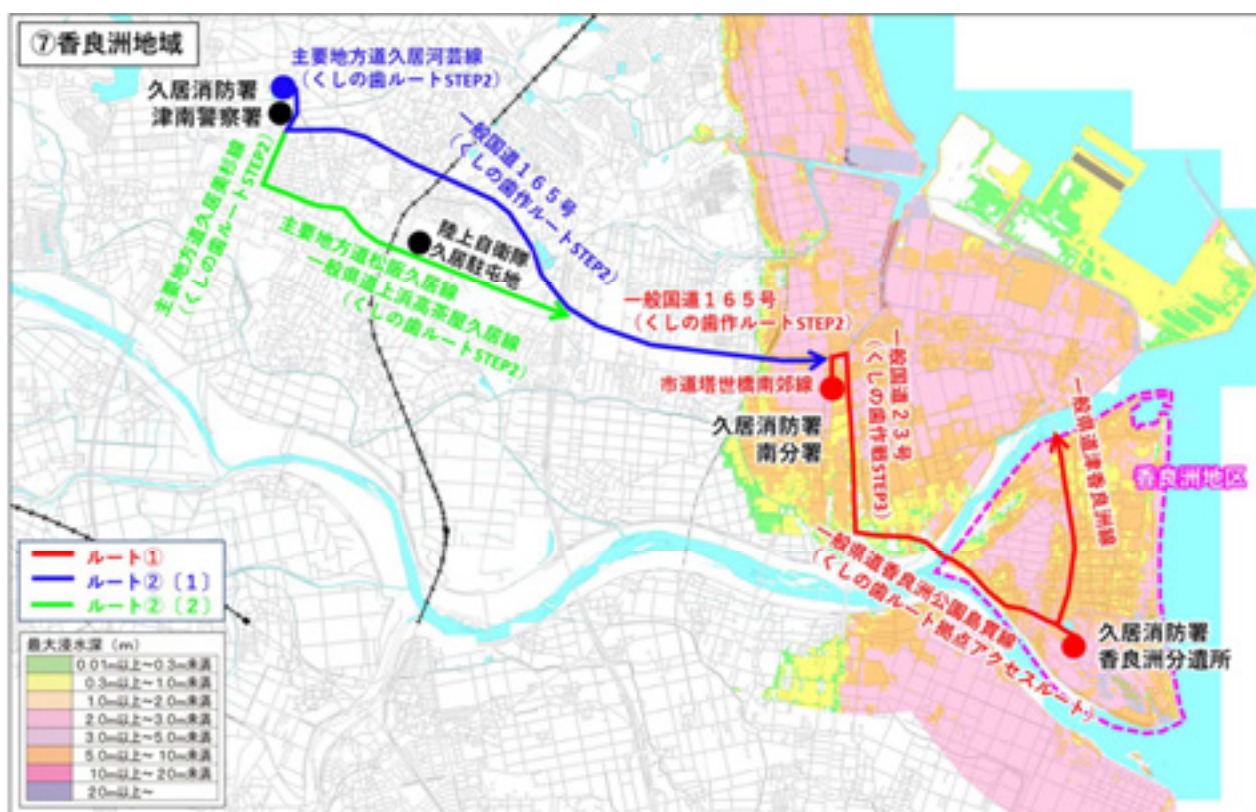 ⑦香良洲地域
主要地方道久居河芸線
（くしの歯ルートSTEP2）
久居消防署
津南警察署
一般国道１６５号
（くしの歯作ルートSTEP2）
主要地方道久居美杉線
（くしの歯ルートSTEP2）
陸上自衛隊
久居駐屯地
主要地方道松阪久居線
一般県道上浜高茶屋久居線
（くしの歯ルートSTEP2）
一般国道１６５号
（くしの歯作ルートSTEP2）
市道塔世橋南郊線
久居消防署
南分署
一般国道２３号
（くしの歯作戦STEP3）
一般県道津香良洲線
香良洲地区
一般県道香良洲公園島貫線
（くしの歯ルート拠点アクセスルート）
久居消防署
香良洲分遣所
ルート①
ルート②〔１〕
ルート②〔２〕
最大浸水深（m）
0.01m以上～0.3m未満
0.3m以上～1.0m未満
1.0m以上～2.0m未満
2.0m以上～3.0m未満
3.0m以上～5.0m未満
5.0m以上～10m未満
10m以上～20m未満
20m以上～